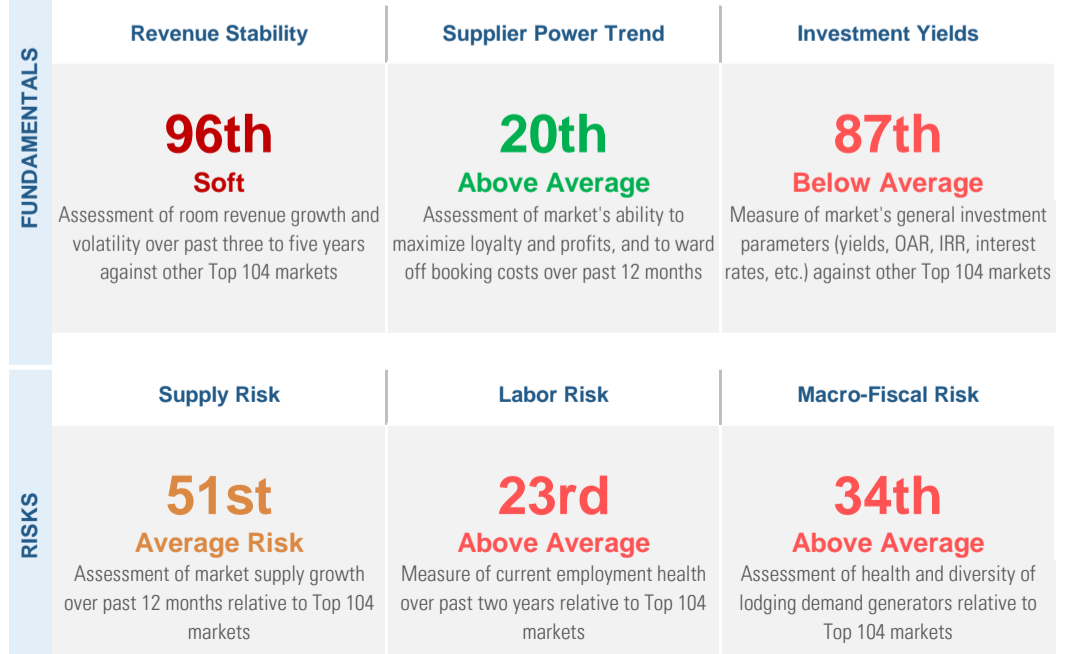 FUNDAMENTALS
Revenue Stability
96th
Soft
Assessment of room revenue growth and
volatility over past three to five years
against other Top 104 markets
Supplier Power Trend
20th
Above Average
Assessment of market's ability to
maximize loyalty and profits, and to ward
off booking costs over past 12 months
Investment Yields
87th
Below Average
Measure of market's general investment
parameters (yields, OAR, IRR, interest
rates, etc.) against other Top 104 markets
RISKS
Supply Risk
51st
Average Risk
Assessment of market supply growth
over past 12 months relative to Top 104
markets
Labor Risk
23rd
Above Average
Measure of current employment health
over past two years relative to Top 104
markets
Macro-Fiscal Risk
34th
Above Average
Assessment of health and diversity of
lodging demand generators relative to
Top 104 markets